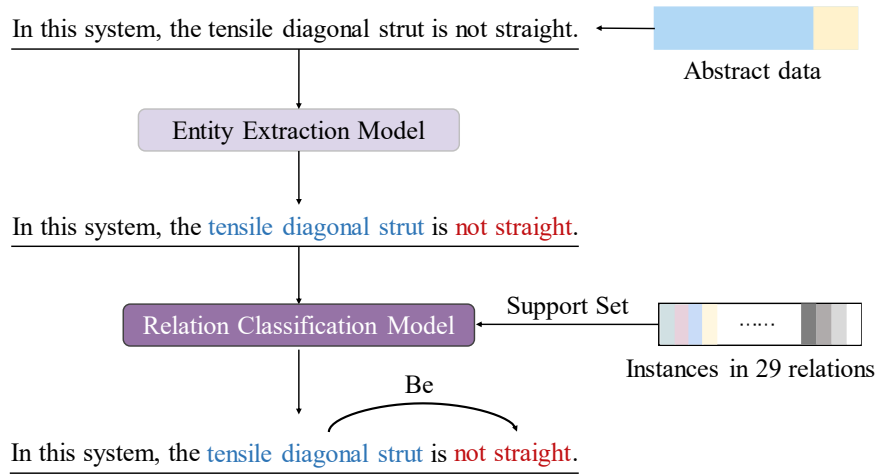 In this system, the tensile diagonal strut is not straight.
Abstract data
Entity Extraction Model
In this system, the tensile diagonal strut is not straight.
Relation Classification Model
Support Set
……
Instances in 29 relations
Be
In this system, the tensile diagonal strut is not straight.